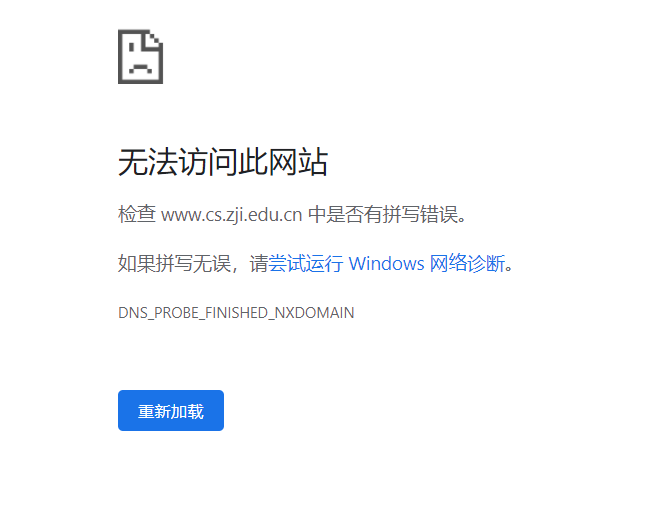 无法访问此网站
检查 www.cs.zji.edu.cn 中是否有拼写错误。
如果拼写无误，请尝试运行 Windows 网络诊断。
DNS_PROBE_FINISHED_NXDOMAIN
重新加载